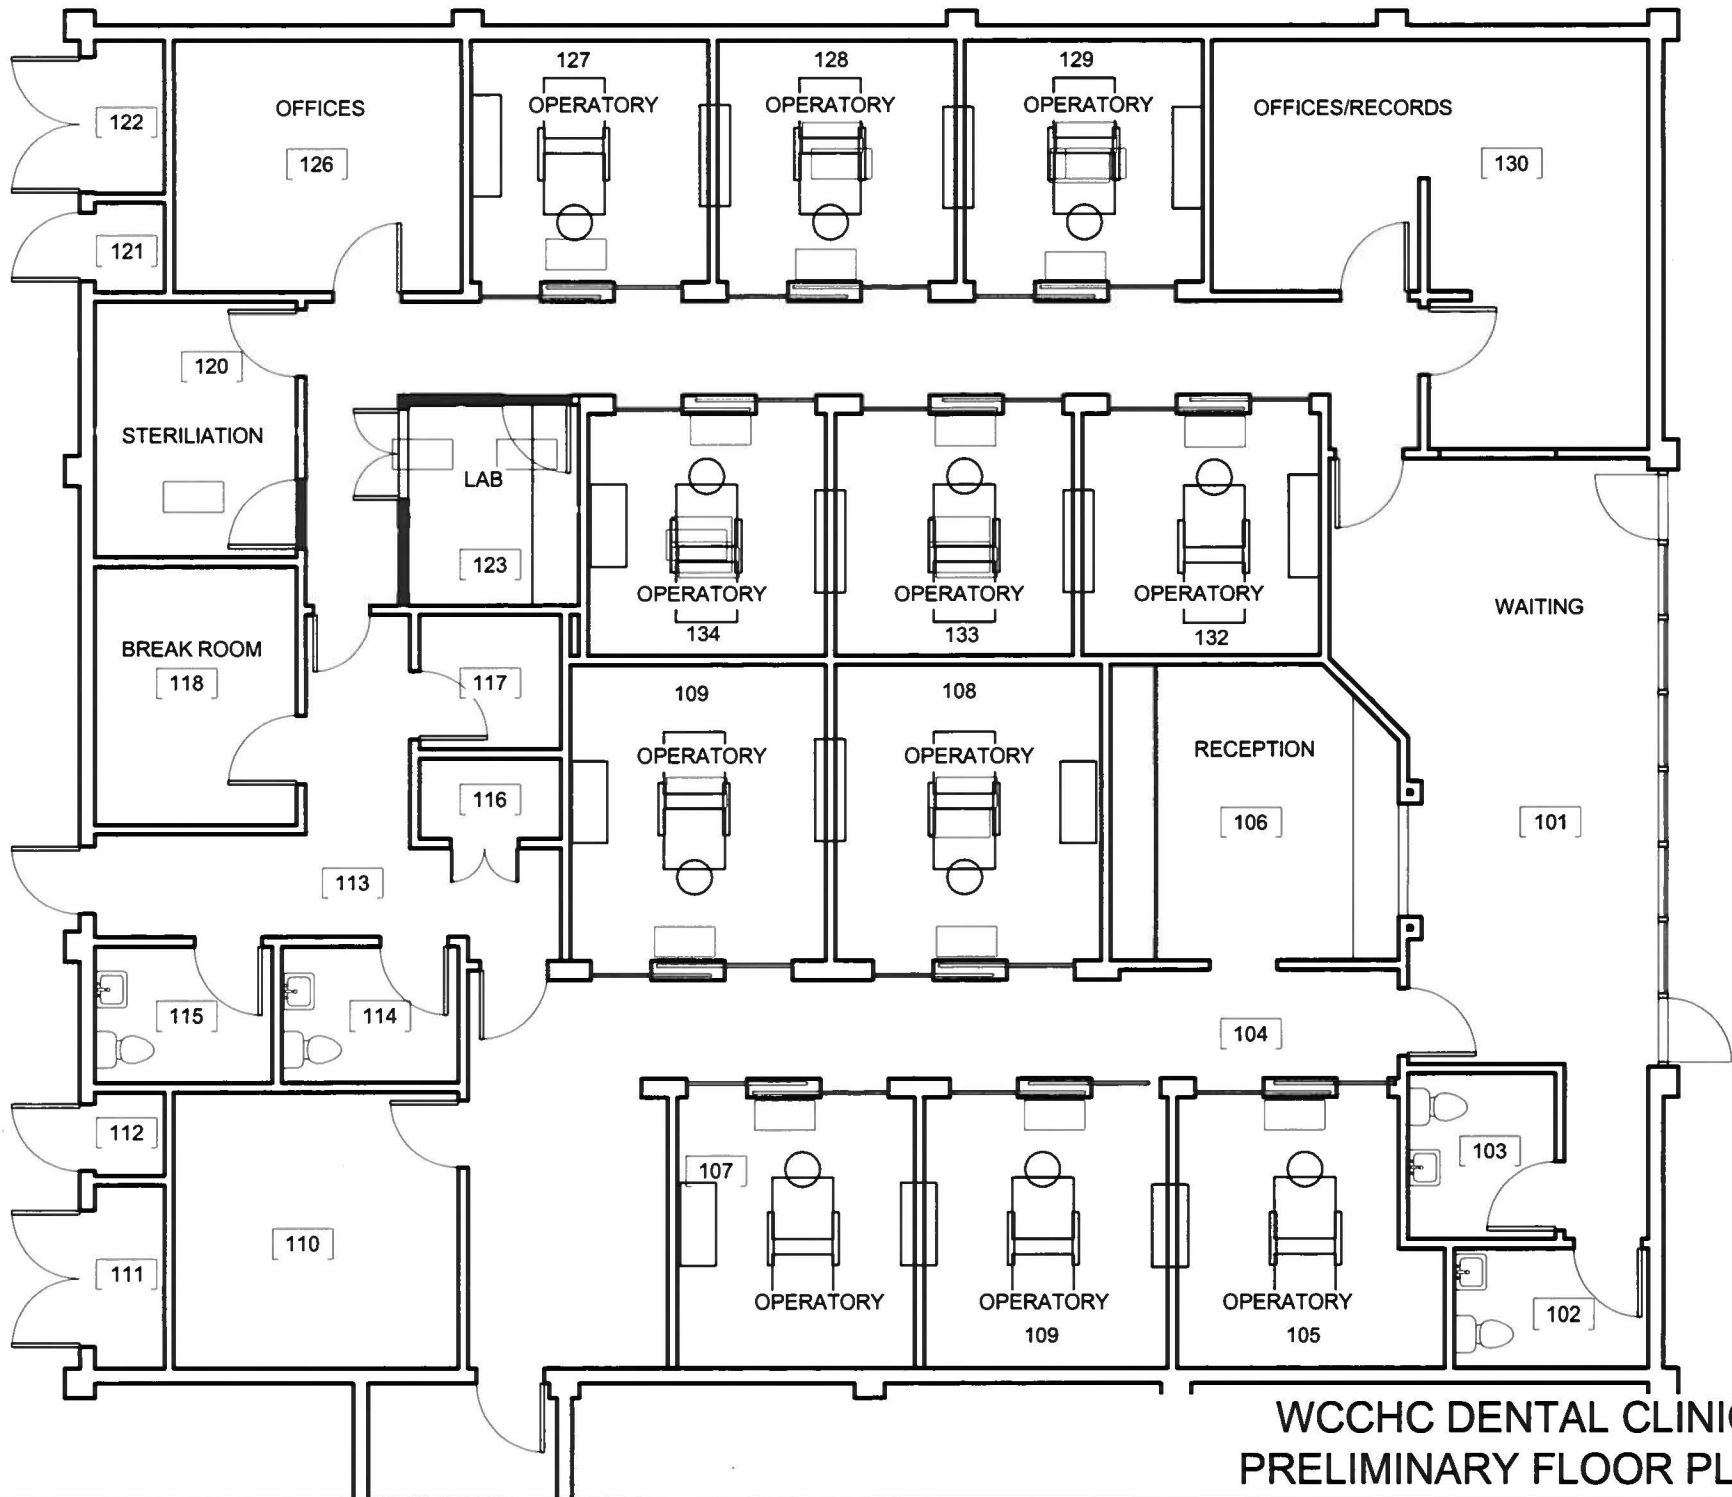 127
128
129
OPERATORY
OPERATORY
OPERATORY
OFFICES
OFFICES/RECORDS
122
126
130
121
120
STERILIATION
LAB
123
OPERATORY
OPERATORY
OPERATORY
134
133
132
WAITING
BREAK ROOM
118
117
109
108
OPERATORY
OPERATORY
RECEPTION
116
106
101
113
115
114
104
112
107
103
110
111
OPERATORY
OPERATORY
OPERATORY
109
105
102
WCCHC DENTAL CLINIC
PRELIMINARY FLOOR PL